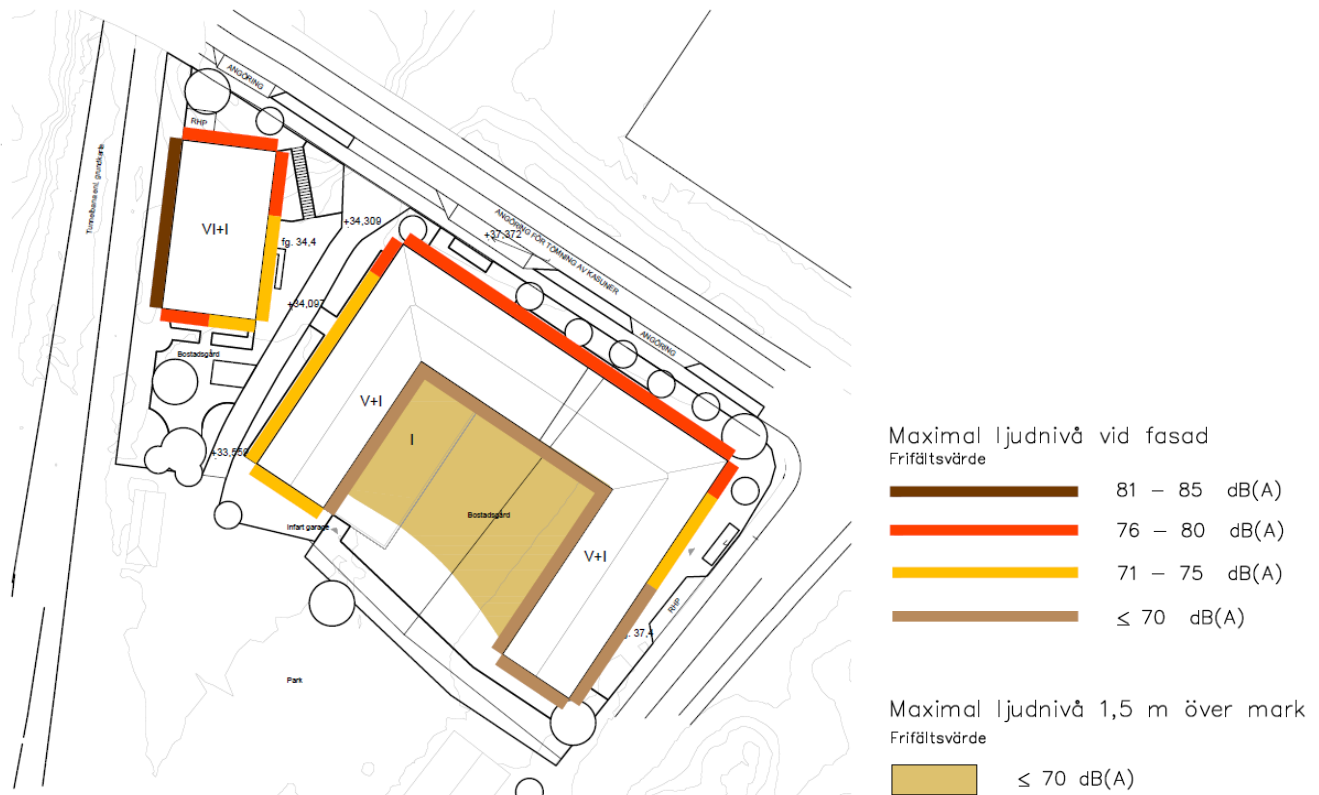 ANGÖRING
RHP
Tunnelbana enl. grundkarta
VI+I
+34,309
fg. 34,4
+34,097
ANGÖRING FÖR TÖMNING AV KASUNER
+37,372
ANGÖRING
Bostadsgård
V+I
I
+33,552
Bostadsgård
Infart garage
V+I
RHP
37,4
Park
Maximal ljudnivå vid fasad
Frifältsvärde
81 – 85 dB(A)
76 – 80 dB(A)
71 – 75 dB(A)
≤ 70 dB(A)
Maximal ljudnivå 1,5 m över mark
Frifältsvärde
≤ 70 dB(A)